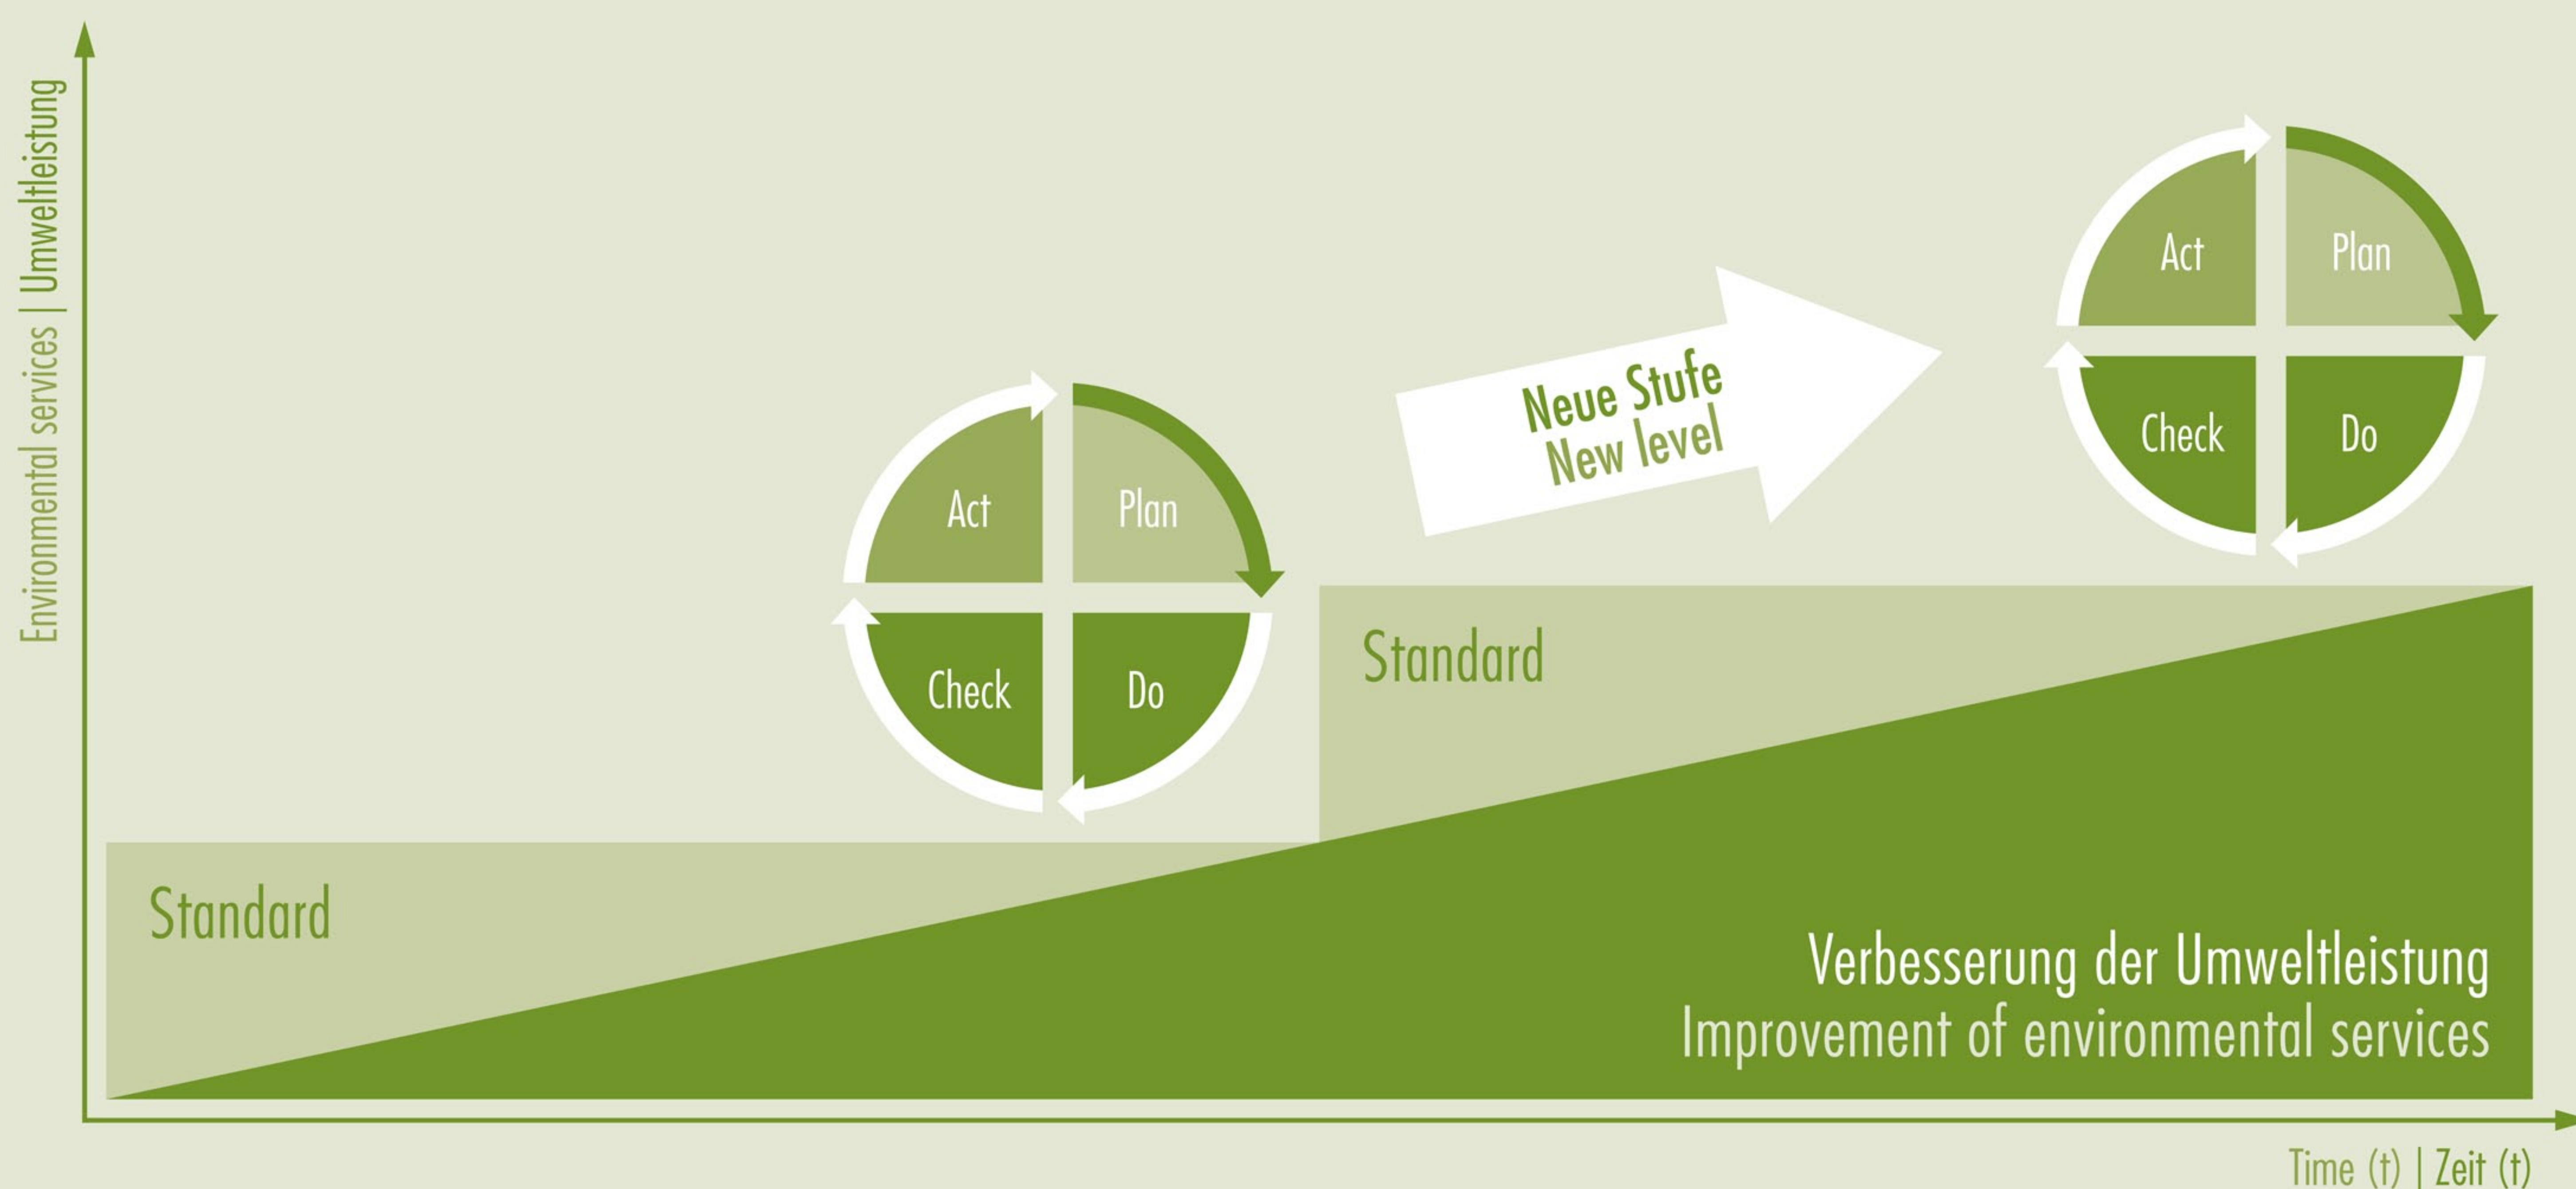 Environmental services | Umweltleistung
Act
Plan
Check
Do
Neue Stufe
New level
Act
Plan
Check
Do
Standard
Standard
Verbesserung der Umweltleistung
Improvement of environmental services
Time (t) | Zeit (t)